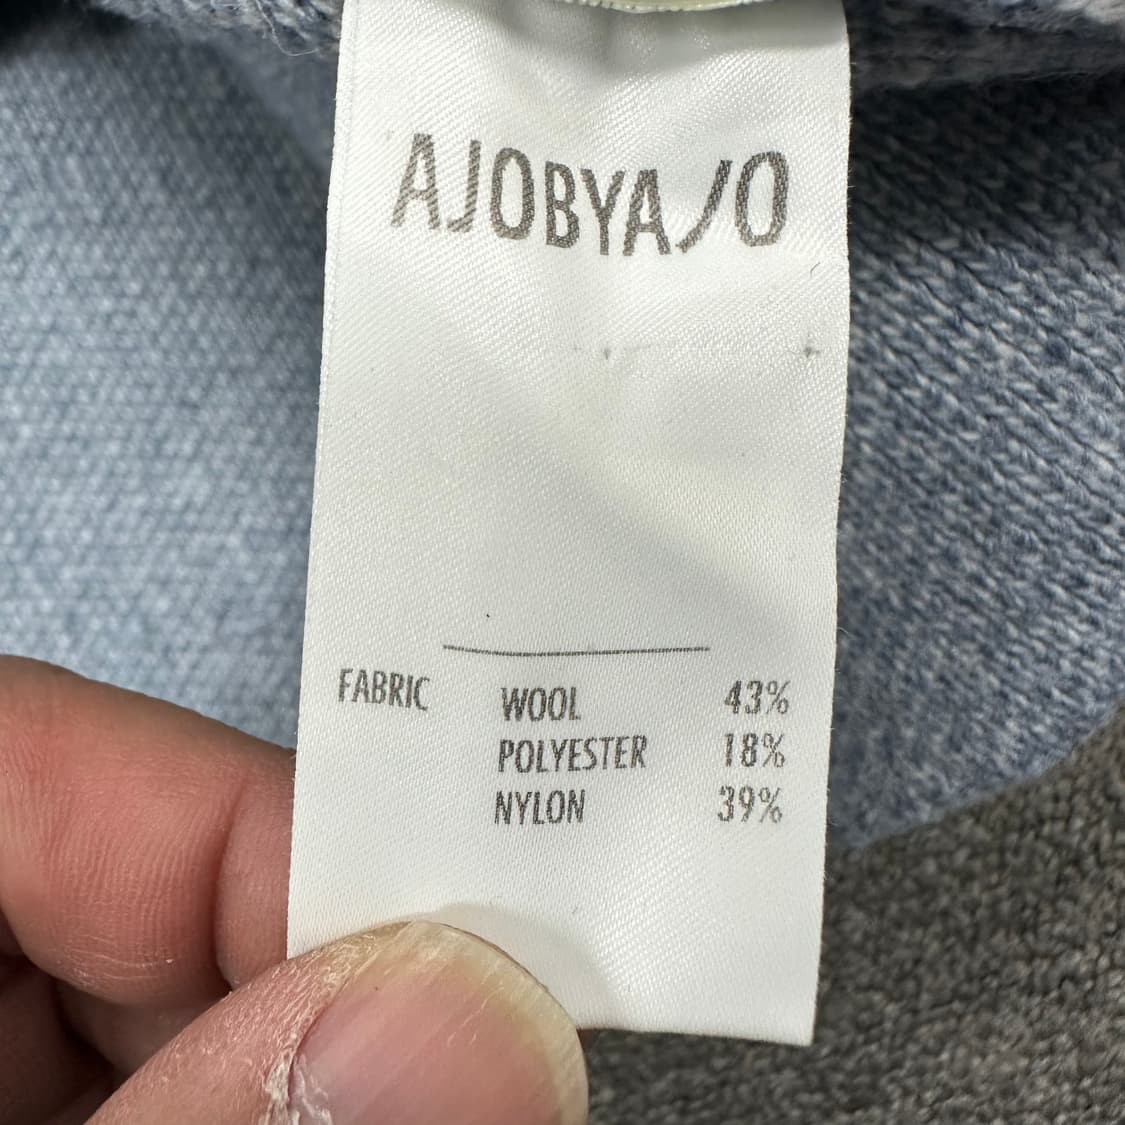 AJOBYAJO
FABRIC WOOL 43%
POLYESTER 18%
NYLON 39%